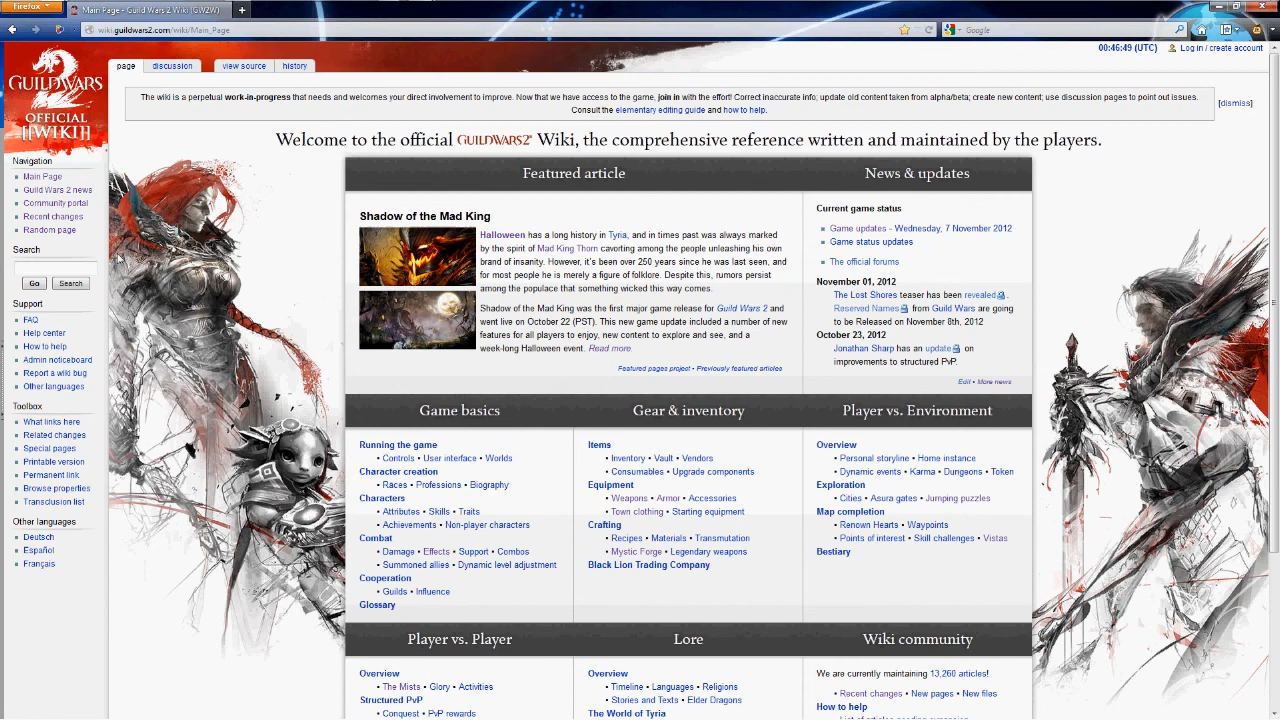 Firefox
Main Page - Guild Wars 2 Wiki (GW2W)
wiki.guildwars2.com/wiki/Main_Page
Google
00:46:49 (UTC) Log in / create account
page discussion view source history
GUILDWARS
2
OFFICIAL
[[WIKI]]
The wiki is a perpetual work-in-progress that needs and welcomes your direct involvement to improve. Now that we have access to the game, join in with the effort! Correct inaccurate info; update old content taken from alpha/beta; create new content; use discussion pages to point out issues.
Consult the elementary editing guide and how to help.
[dismiss]
Welcome to the official GUILDWARS2 Wiki, the comprehensive reference written and maintained by the players.
Navigation
Main Page
Guild Wars 2 news
Community portal
Recent changes
Random page
Search
Go Search
Support
FAQ
Help center
How to help
Admin noticeboard
Report a wiki bug
Other languages
Toolbox
What links here
Related changes
Special pages
Printable version
Permanent link
Browse properties
Transclusion list
Other languages
Deutsch
Español
Français
Featured article
Shadow of the Mad King
Halloween has a long history in Tyria, and in times past was always marked
by the spirit of Mad King Thorn cavorting among the people unleashing his own
brand of insanity. However, it's been over 250 years since he was last seen, and
for most people he is merely a figure of folklore. Despite this, rumors persist
among the populace that something wicked this way comes.
Shadow of the Mad King was the first major game release for Guild Wars 2 and
went live on October 22 (PST). This new game update included a number of new
features for all players to enjoy, new content to explore and see, and a
week-long Halloween event. Read more.
Featured pages project • Previously featured articles
News & updates
Current game status
Game updates - Wednesday, 7 November 2012
Game status updates
The official forums
November 01, 2012
The Lost Shores teaser has been revealed.
Reserved Names from Guild Wars are going
to be Released on November 8th, 2012
October 23, 2012
Jonathan Sharp has an update on
improvements to structured PvP.
Edit • More news
Game basics
Running the game
• Controls • User interface • Worlds
Character creation
• Races • Professions • Biography
Characters
• Attributes • Skills • Traits
• Achievements • Non-player characters
Combat
• Damage • Effects • Support • Combos
• Summoned allies • Dynamic level adjustment
Cooperation
• Guilds • Influence
Glossary
Gear & inventory
Items
• Inventory • Vault • Vendors
• Consumables • Upgrade components
Equipment
• Weapons • Armor • Accessories
• Town clothing • Starting equipment
Crafting
• Recipes • Materials • Transmutation
• Mystic Forge • Legendary weapons
Black Lion Trading Company
Player vs. Environment
Overview
• Personal storyline • Home instance
• Dynamic events • Karma • Dungeons • Token
Exploration
• Cities • Asura gates • Jumping puzzles
Map completion
• Renown Hearts • Waypoints
• Points of interest • Skill challenges • Vistas
Bestiary
Player vs. Player
Overview
• The Mists • Glory • Activities
Structured PvP
• Conquest • PvP rewards
Lore
Overview
• Timeline • Languages • Religions
• Stories and Texts • Elder Dragons
The World of Tyria
Wiki community
We are currently maintaining 13,260 articles!
• Recent changes • New pages • New files
How to help
• List of articles needing expansion